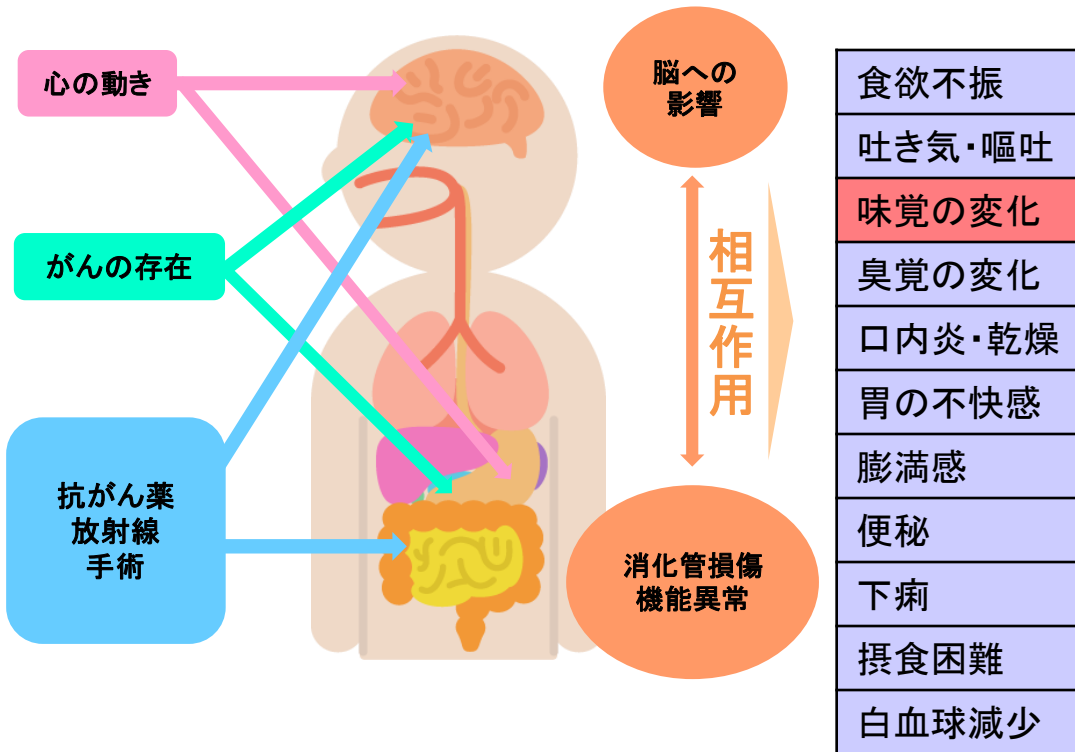 心の動き
がんの存在
抗がん薬
放射線
手術
脳への
影響
相互作用
消化管損傷
機能異常
食欲不振
吐き気・嘔吐
味覚の変化
臭覚の変化
口内炎・乾燥
胃の不快感
膨満感
便秘
下痢
摂食困難
白血球減少